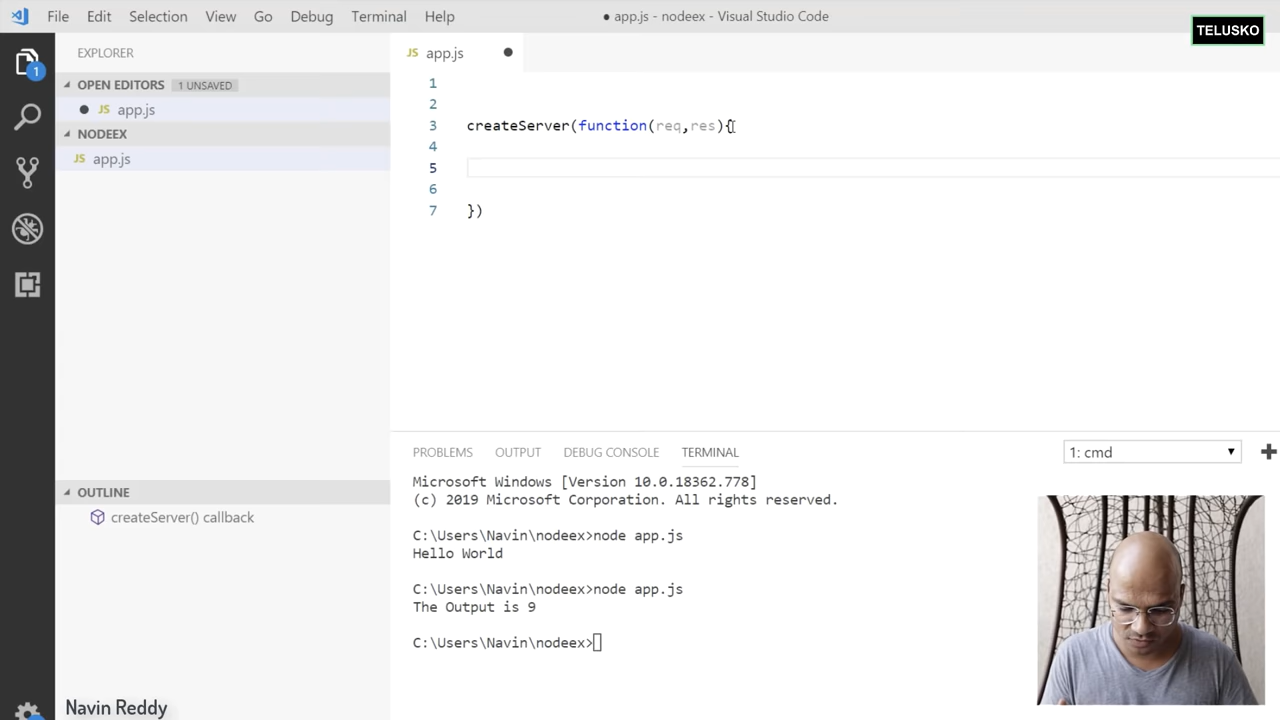 File Edit Selection View Go Debug Terminal Help
● app.js - nodeex - Visual Studio Code
TELUSKO
1
EXPLORER
OPEN EDITORS 1 UNSAVED
JS app.js
NODEEX
JS app.js
JS app.js
1
2
3 createServer(function(req,res){
4
5
6
7 })
OUTLINE
createServer() callback
PROBLEMS OUTPUT DEBUG CONSOLE TERMINAL
1: cmd
Microsoft Windows [Version 10.0.18362.778]
(c) 2019 Microsoft Corporation. All rights reserved.
C:\Users\Navin\nodeex>node app.js
Hello World
C:\Users\Navin\nodeex>node app.js
The Output is 9
C:\Users\Navin\nodeex>
Navin Reddy